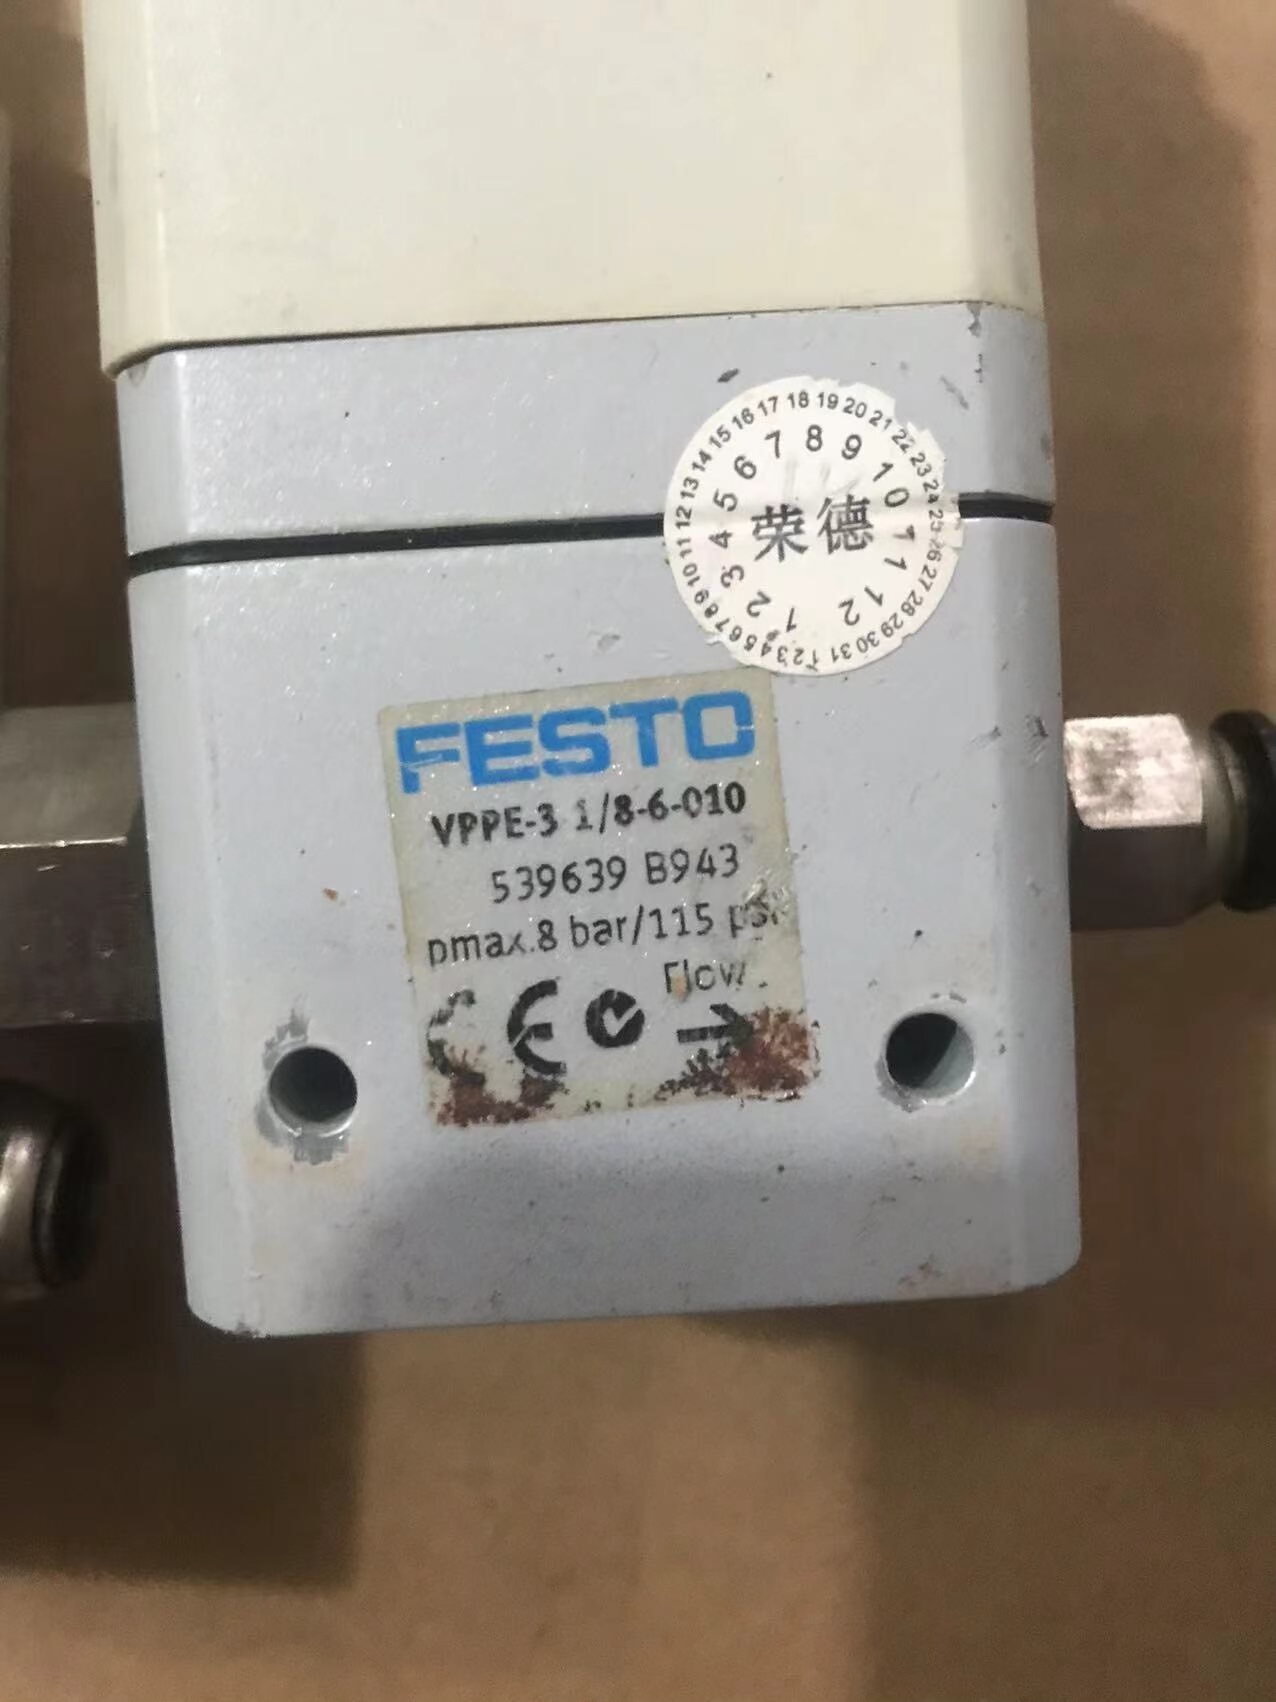 1 2 3 4 5 6 7 8 9 10 11 12 13 14 15 16 17 18 19 20 21 22 23 24 25 26 27 28 29 30 31
1 2 3 4 5 6 7 8 9 10 11 12
荣德
FESTO
VPPE-3 1/8-6-010
539639 B943
pmax.8 bar/115 psi
Flow
CE